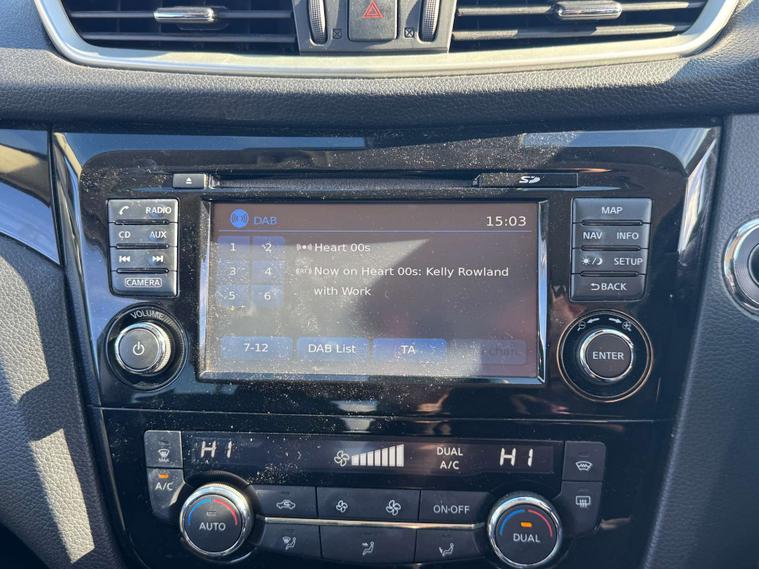 SD
RADIO
MAP
CD AUX
NAV INFO
SETUP
CAMERA
BACK
DAB 15:03
1 2 Heart 00s
3 4 Now on Heart 00s: Kelly Rowland
with Work
5 6
7-12 DAB List TA
VOLUME
ENTER
HI DUAL A/C HI
MAX
A/C
AUTO
ON·OFF
DUAL